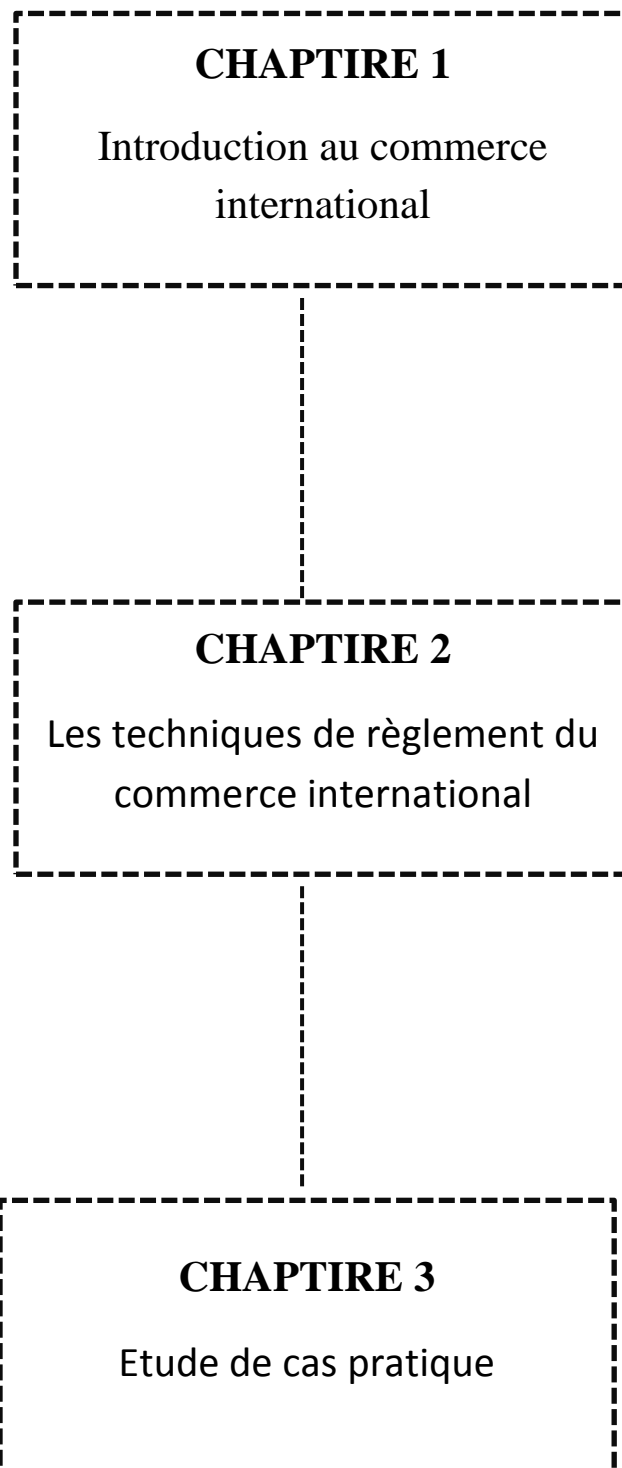 CHAPTIRE 1
Introduction au commerce
international
CHAPTIRE 2
Les techniques de règlement du
commerce international
CHAPTIRE 3
Etude de cas pratique